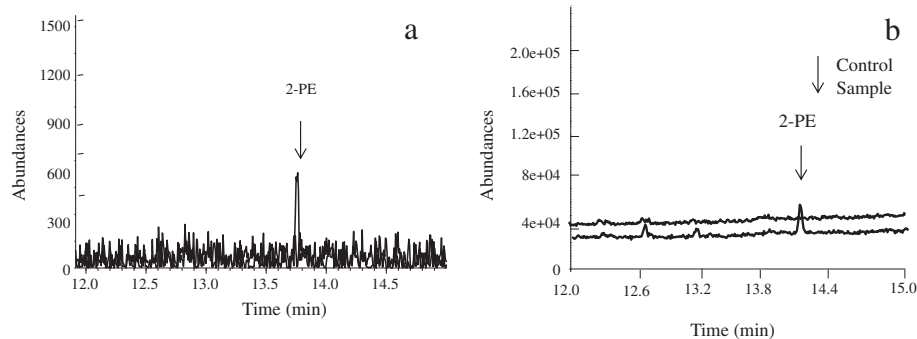 a
1500
1200
900
600
300
0
Abundances
2-PE
12.0 12.5 13.0 13.5 14.0 14.5
Time (min)
b
2.0e+05
1.6e+05
1.2e+05
8e+04
4e+04
0
Abundances
Control
Sample
2-PE
12.0 12.6 13.2 13.8 14.4 15.0
Time (min)